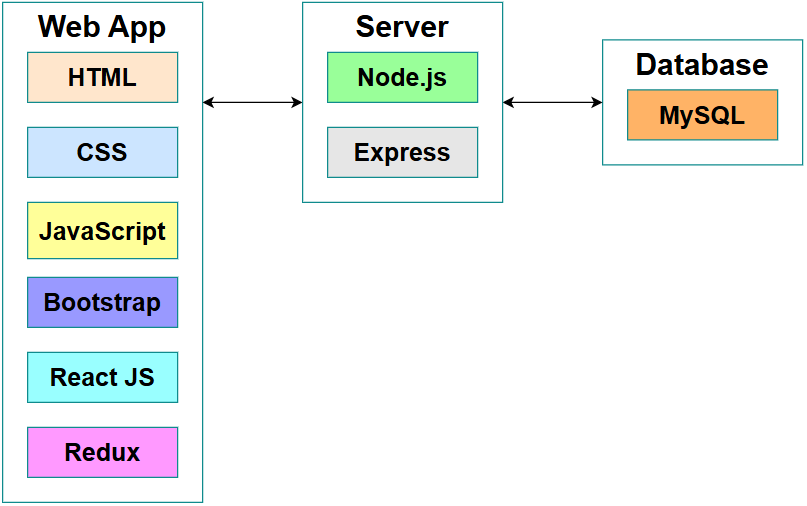 Web App
HTML
CSS
JavaScript
Bootstrap
React JS
Redux
Server
Node.js
Express
Database
MySQL